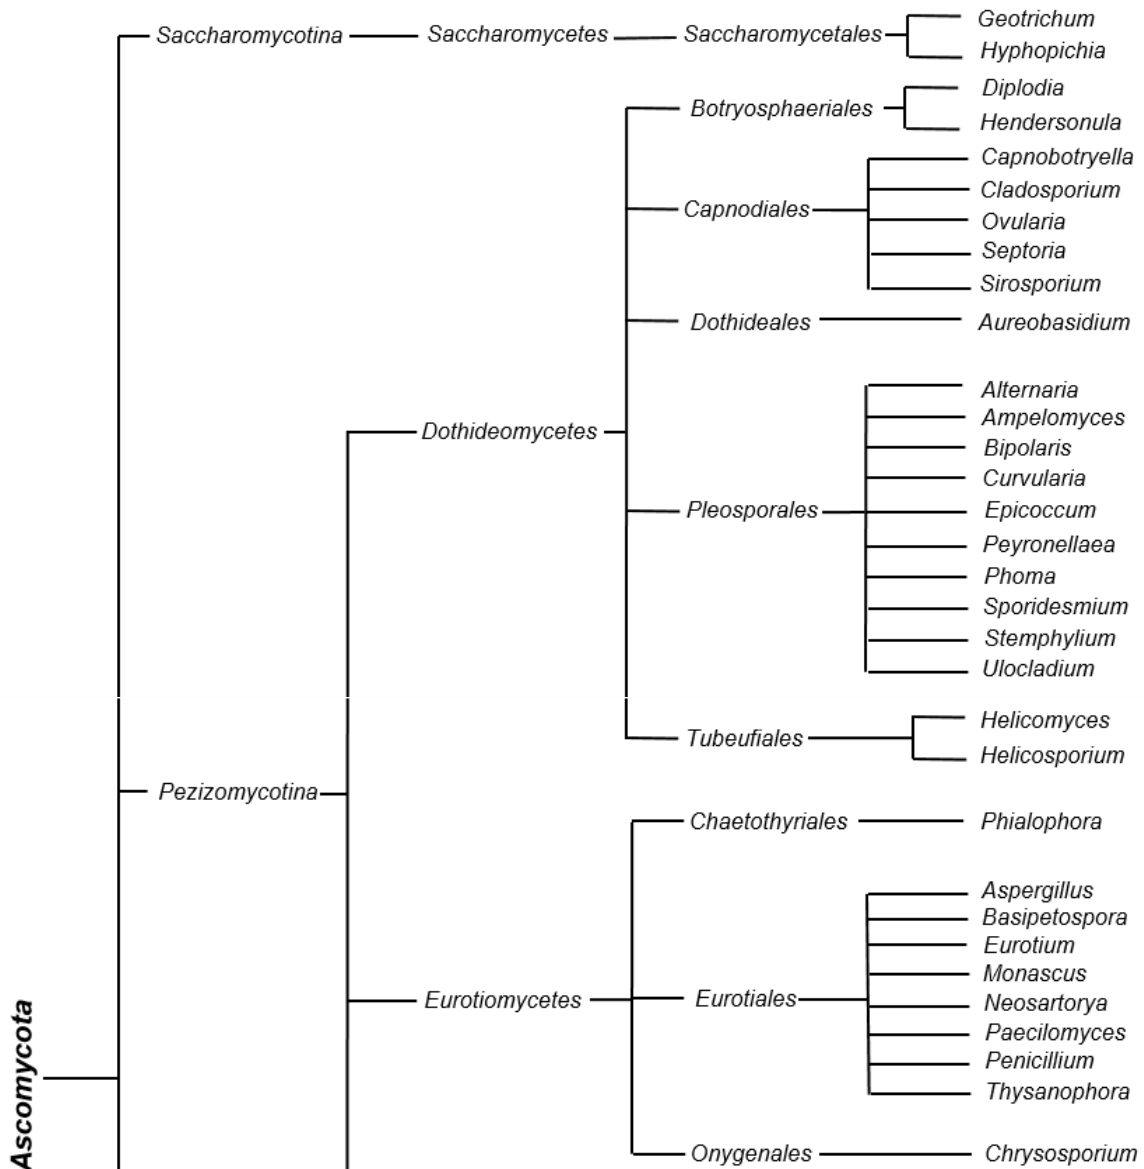 Saccharomycotina
Saccharomycetes
Saccharomycetales
Geotrichum
Hyphopichia
Botryosphaeriales
Diplodia
Hendersonula
Capnodiales
Capnobotryella
Cladosporium
Ovularia
Septoria
Sirosporium
Dothideales
Aureobasidium
Dothideomycetes
Pleosporales
Alternaria
Ampelomyces
Bipolaris
Curvularia
Epicoccum
Peyronellaea
Phoma
Sporidesmium
Stemphylium
Ulocladium
Tubeufiales
Helicomyces
Helicosporium
Pezizomycotina
Chaetothyriales
Phialophora
Eurotiomycetes
Eurotiales
Aspergillus
Basipetospora
Eurotium
Monascus
Neosartorya
Paecilomyces
Penicillium
Thysanophora
Onygenales
Chrysosporium
Ascomycota